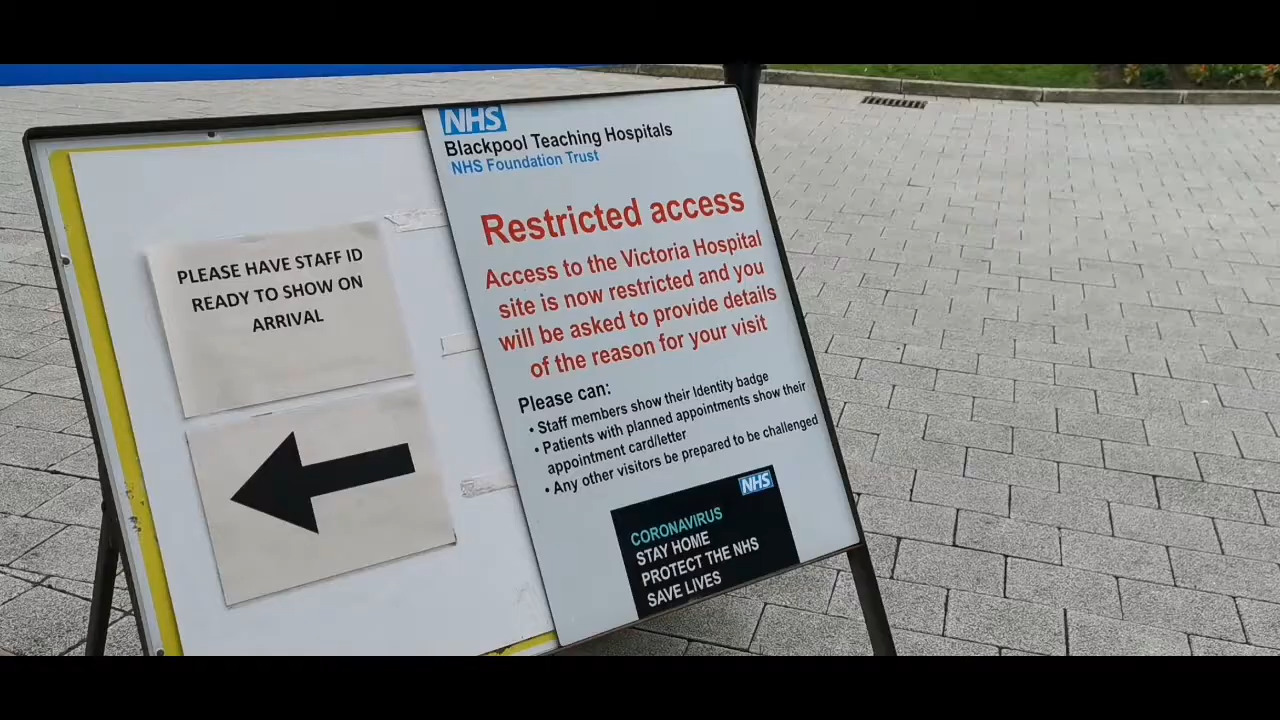 PLEASE HAVE STAFF ID
READY TO SHOW ON
ARRIVAL
NHS
Blackpool Teaching Hospitals
NHS Foundation Trust
Restricted access
Access to the Victoria Hospital
site is now restricted and you
will be asked to provide details
of the reason for your visit
Please can:
• Staff members show their Identity badge
• Patients with planned appointments show their
appointment card/letter
• Any other visitors be prepared to be challenged
NHS
CORONAVIRUS
STAY HOME
PROTECT THE NHS
SAVE LIVES